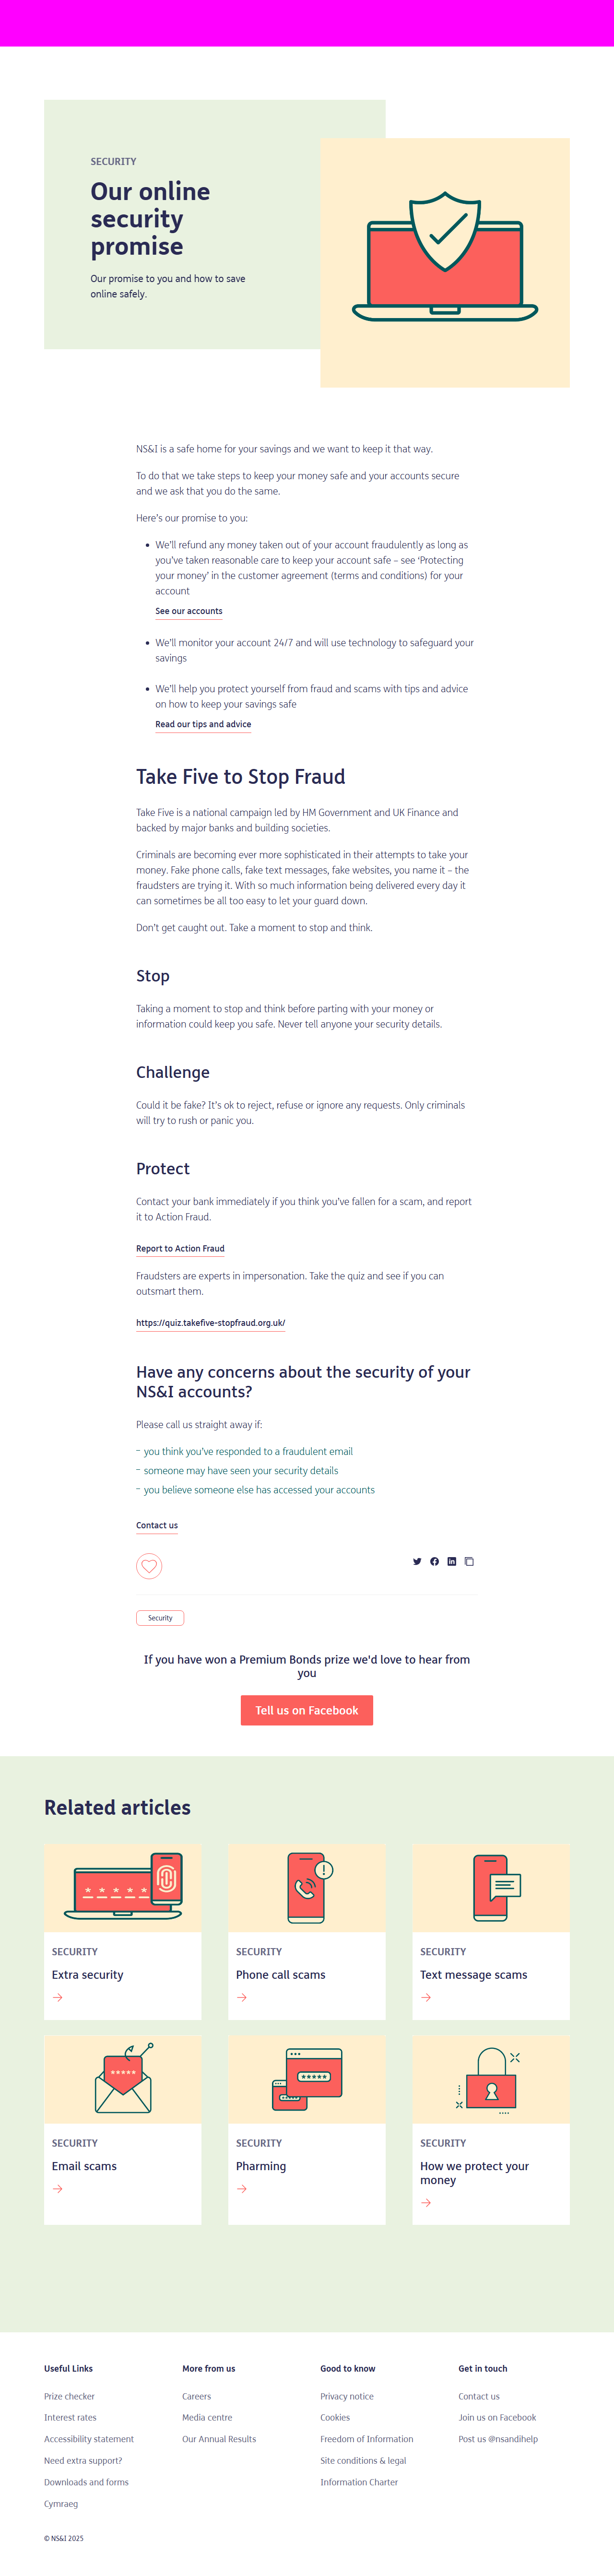 SECURITY
Our online
security
promise
Our promise to you and how to save
online safely.
NS&I is a safe home for your savings and we want to keep it that way.
To do that we take steps to keep your money safe and your accounts secure
and we ask that you do the same.
Here's our promise to you:
We'll refund any money taken out of your account fraudulently as long as
you've taken reasonable care to keep your account safe – see 'Protecting
your money' in the customer agreement (terms and conditions) for your
account
See our accounts
We'll monitor your account 24/7 and will use technology to safeguard your
savings
We'll help you protect yourself from fraud and scams with tips and advice
on how to keep your savings safe
Read our tips and advice
Take Five to Stop Fraud
Take Five is a national campaign led by HM Government and UK Finance and
backed by major banks and building societies.
Criminals are becoming ever more sophisticated in their attempts to take your
money. Fake phone calls, fake text messages, fake websites, you name it – the
fraudsters are trying it. With so much information being delivered every day it
can sometimes be all too easy to let your guard down.
Don't get caught out. Take a moment to stop and think.
Stop
Taking a moment to stop and think before parting with your money or
information could keep you safe. Never tell anyone your security details.
Challenge
Could it be fake? It's ok to reject, refuse or ignore any requests. Only criminals
will try to rush or panic you.
Protect
Contact your bank immediately if you think you've fallen for a scam, and report
it to Action Fraud.
Report to Action Fraud
Fraudsters are experts in impersonation. Take the quiz and see if you can
outsmart them.
https://quiz.takefive-stopfraud.org.uk/
Have any concerns about the security of your
NS&I accounts?
Please call us straight away if:
– you think you've responded to a fraudulent email
– someone may have seen your security details
– you believe someone else has accessed your accounts
Contact us
Security
If you have won a Premium Bonds prize we'd love to hear from
you
Tell us on Facebook
Related articles
SECURITY
Extra security
SECURITY
Phone call scams
SECURITY
Text message scams
SECURITY
Email scams
SECURITY
Pharming
SECURITY
How we protect your
money
Useful Links
Prize checker
Interest rates
Accessibility statement
Need extra support?
Downloads and forms
Cymraeg
More from us
Careers
Media centre
Our Annual Results
Good to know
Privacy notice
Cookies
Freedom of Information
Site conditions & legal
Information Charter
Get in touch
Contact us
Join us on Facebook
Post us @nsandihelp
© NS&I 2025